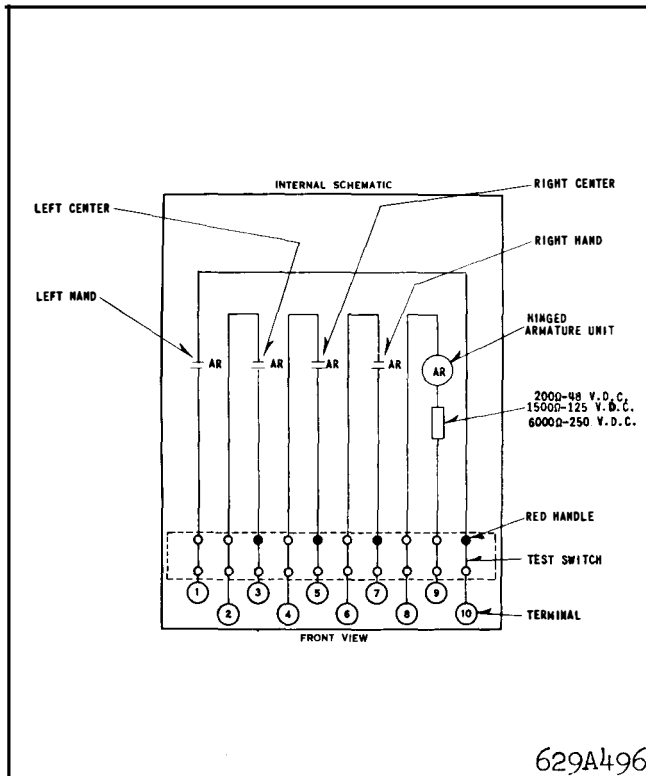 INTERNAL SCHEMATIC
RIGHT CENTER
LEFT CENTER
RIGHT HAND
LEFT HAND
HINGED
ARMATURE UNIT
AR AR AR AR AR
200Ω-48 V.D.C.
1500Ω-125 V.D.C.
6000Ω-250 V.D.C.
RED HANDLE
TEST SWITCH
1 3 5 7 9
2 4 6 8 10
TERMINAL
FRONT VIEW
629A496